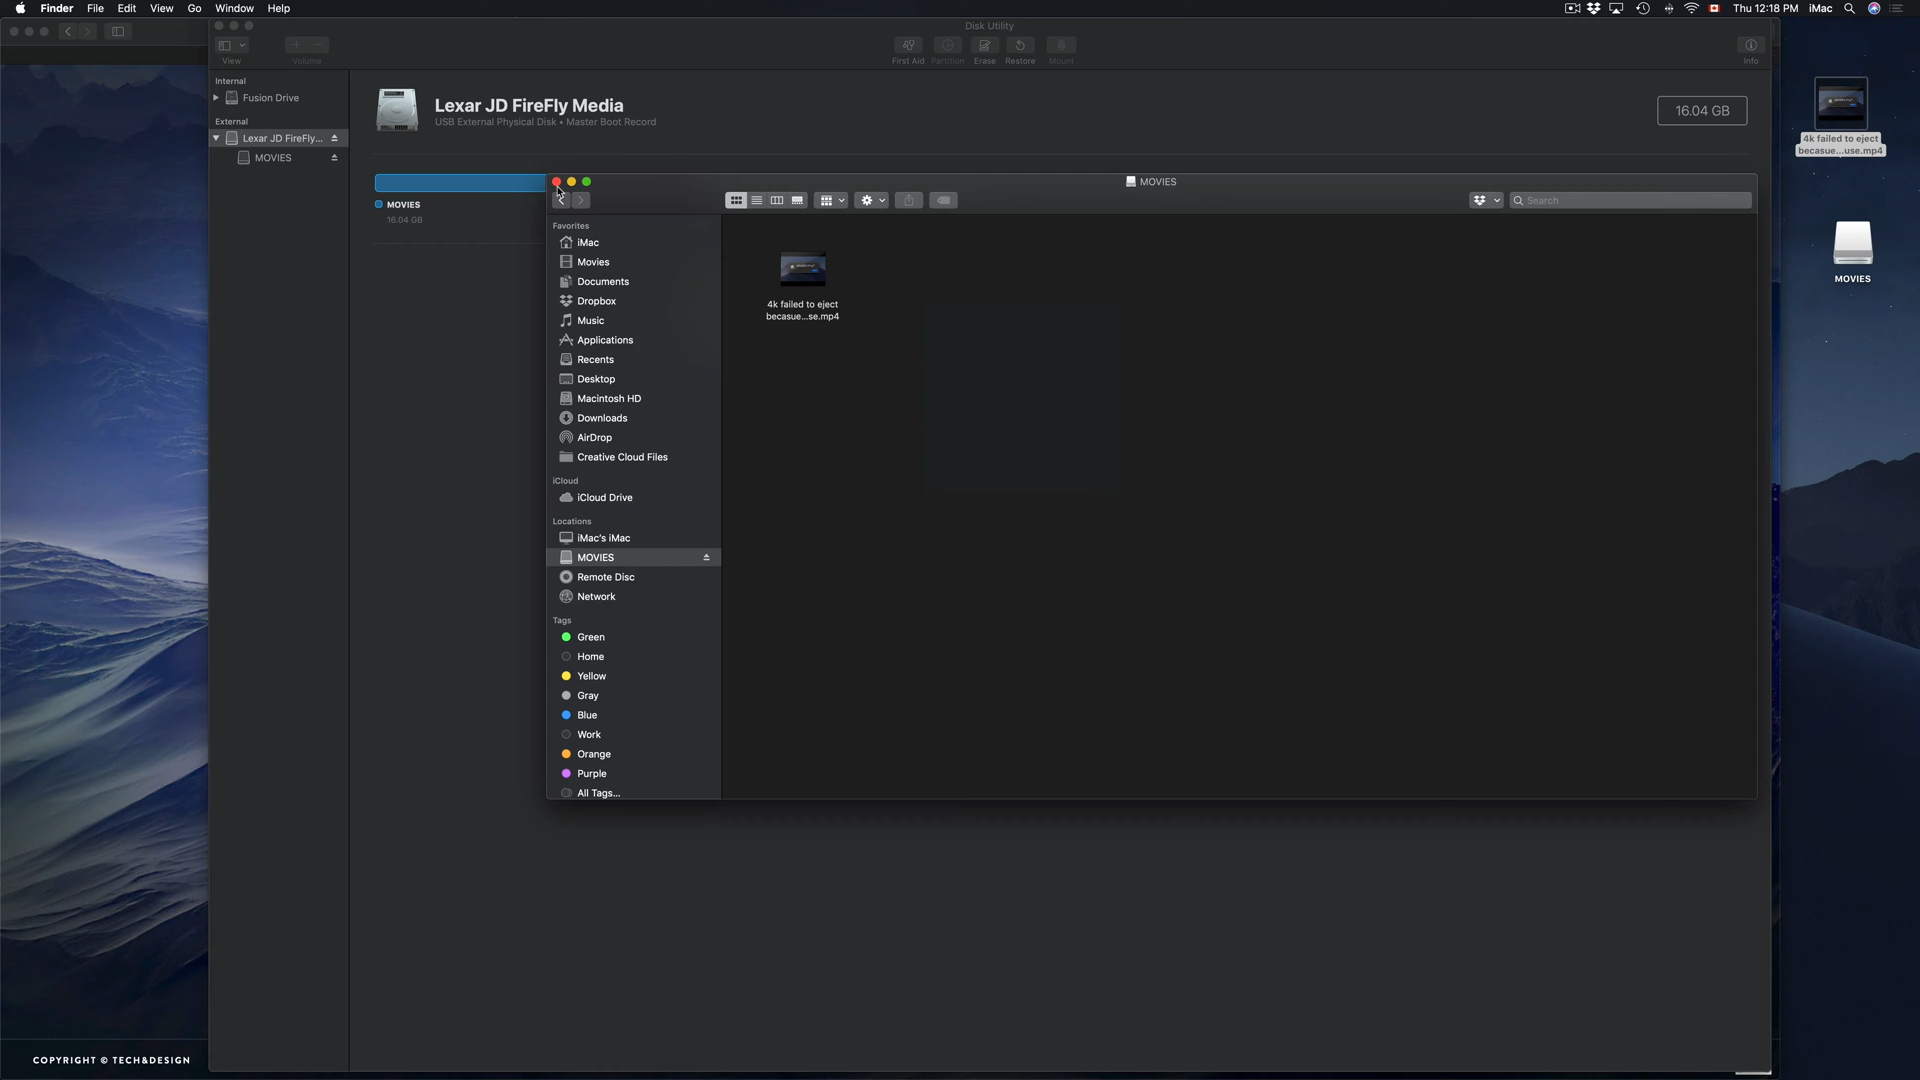 Finder File Edit View Go Window Help
Thu 12:18 PM iMac
Disk Utility
View
Volume
First Aid Partition Erase Restore Mount
Info
Internal
Fusion Drive
External
Lexar JD FireFly...
MOVIES
Lexar JD FireFly Media
USB External Physical Disk • Master Boot Record
16.04 GB
MOVIES
16.04 GB
MOVIES
Search
Favorites
iMac
Movies
Documents
Dropbox
Music
Applications
Recents
Desktop
Macintosh HD
Downloads
AirDrop
Creative Cloud Files
iCloud
iCloud Drive
Locations
iMac's iMac
MOVIES
Remote Disc
Network
Tags
Green
Home
Yellow
Gray
Blue
Work
Orange
Purple
All Tags...
4k failed to eject
becasue...se.mp4
4k failed to eject
becasue...use.mp4
MOVIES
COPYRIGHT © TECH&DESIGN